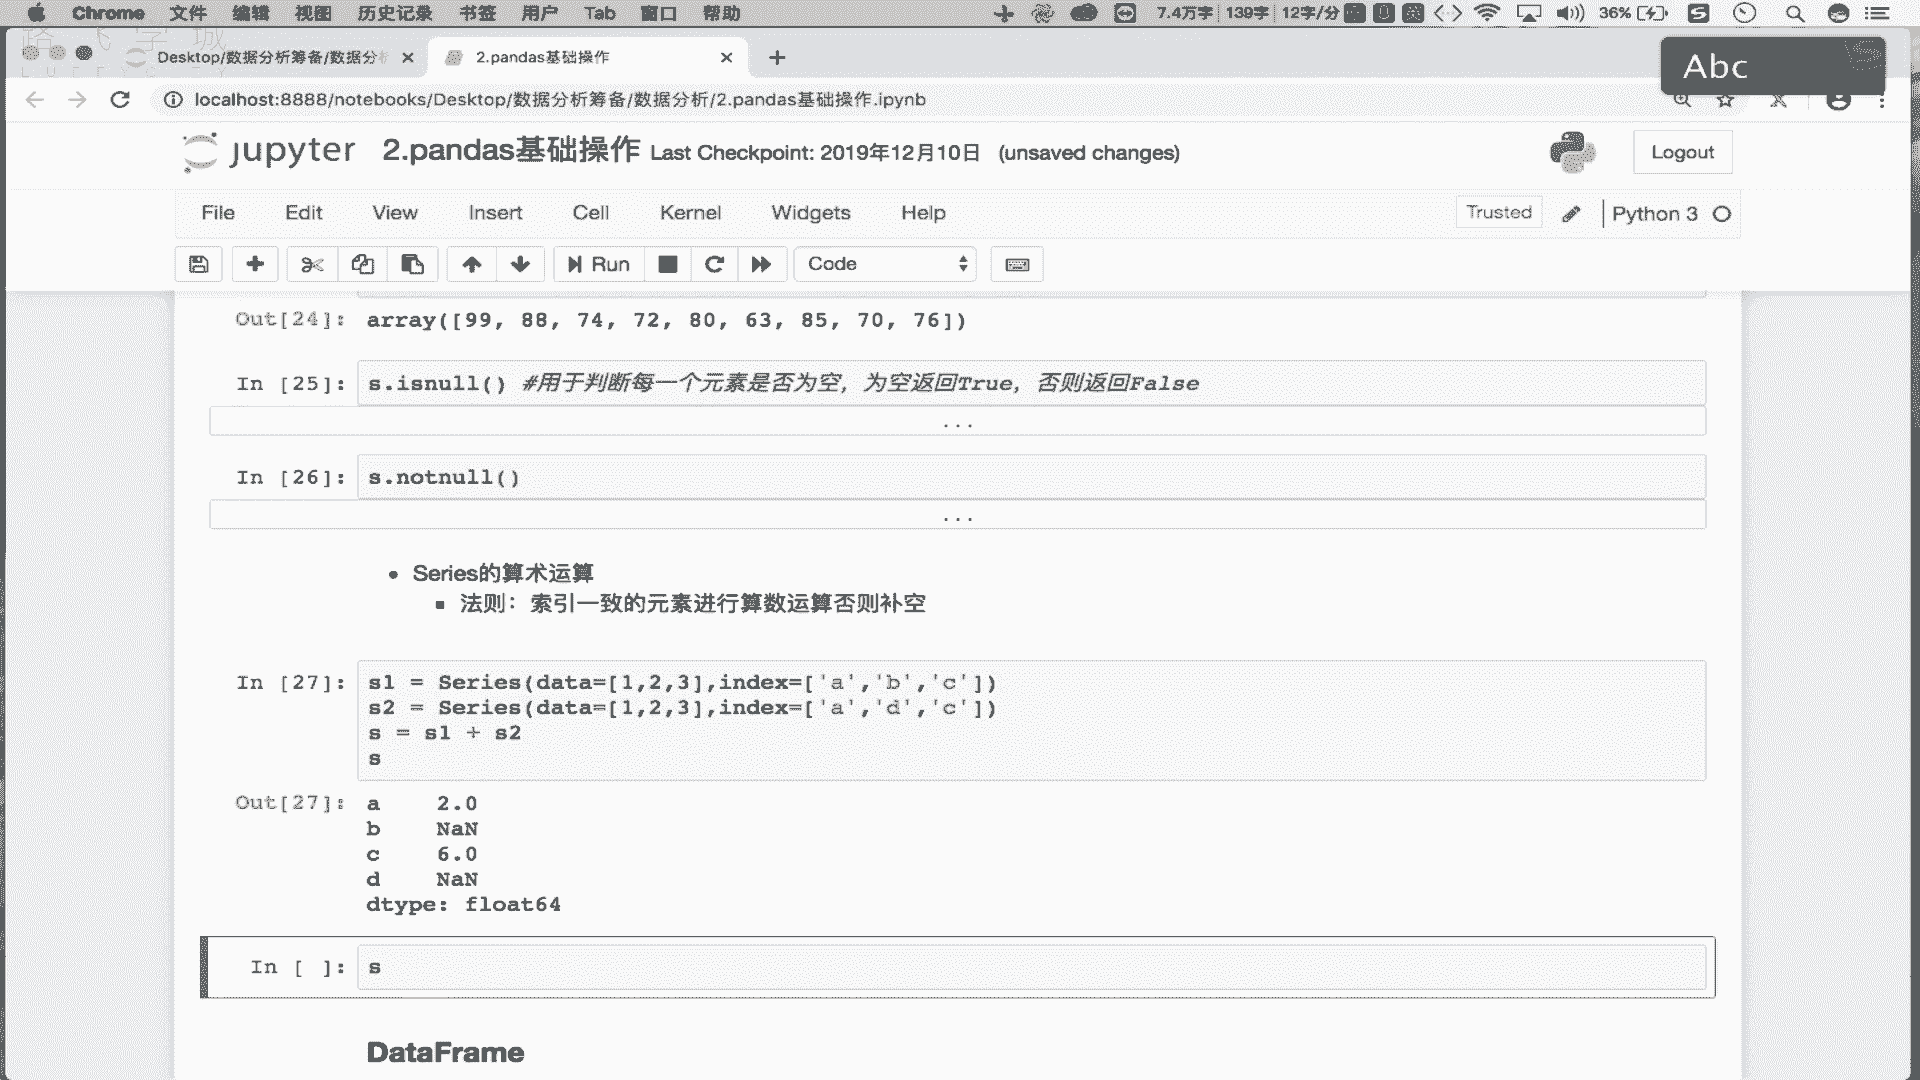 Chrome 文件 编辑 视图 历史记录 书签 用户 Tab 窗口 帮助 7.4万字 139字 12字/分 英 36%
路飞学城
Desktop/数据分析筹备/数据分析 2.pandas基础操作
Abc
localhost:8888/notebooks/Desktop/数据分析筹备/数据分析/2.pandas基础操作.ipynb
jupyter 2.pandas基础操作 Last Checkpoint: 2019年12月10日 (unsaved changes) Logout
File Edit View Insert Cell Kernel Widgets Help Trusted Python 3
Run Code
Out[24]: array([99, 88, 74, 72, 80, 63, 85, 70, 76])
In [25]: s.isnull() #用于判断每一个元素是否为空，为空返回True，否则返回False
...
In [26]: s.notnull()
...
• Series的算术运算
▪ 法则：索引一致的元素进行算数运算否则补空
In [27]: s1 = Series(data=[1,2,3],index=['a','b','c'])
s2 = Series(data=[1,2,3],index=['a','d','c'])
s = s1 + s2
s
Out[27]: a 2.0
b NaN
c 6.0
d NaN
dtype: float64
In [ ]: s
DataFrame